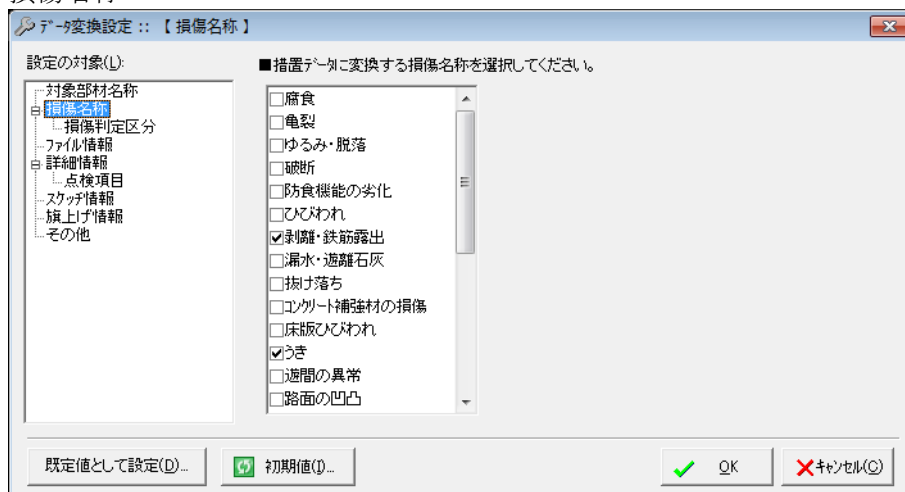 損傷名称
ﾃﾞｰﾀ変換設定 :: 【 損傷名称 】
設定の対象(L):
■措置ﾃﾞｰﾀに変換する損傷名称を選択してください。
対象部材名称
損傷名称
損傷判定区分
ﾌｧｲﾙ情報
詳細情報
点検項目
ｽｹｯﾁ情報
旗上げ情報
その他
腐食
亀裂
ゆるみ・脱落
破断
防食機能の劣化
ひびわれ
剥離・鉄筋露出
漏水・遊離石灰
抜け落ち
ｺﾝｸﾘｰﾄ補強材の損傷
床版ひびわれ
うき
遊間の異常
路面の凹凸
既定値として設定(D)...
初期値(I)...
OK
ｷｬﾝｾﾙ(C)